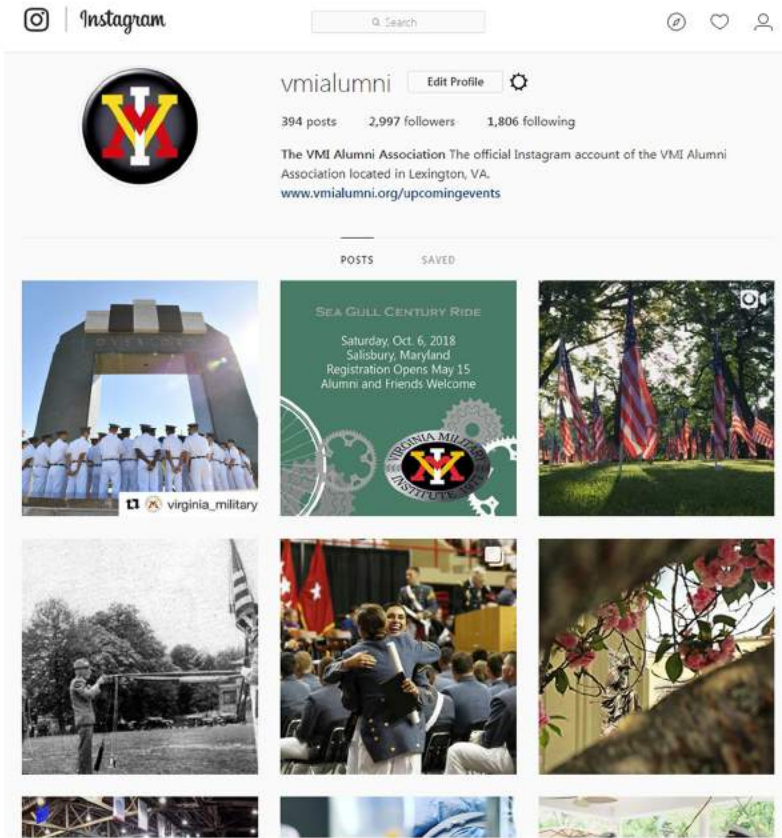 Instagram
Search
vmialumni Edit Profile
394 posts 2,997 followers 1,806 following
The VMI Alumni Association The official Instagram account of the VMI Alumni
Association located in Lexington, VA.
www.vmialumni.org/upcomingevents
POSTS SAVED
OVERLORD
virginia_military
SEA GULL CENTURY RIDE
Saturday, Oct. 6, 2018
Salisbury, Maryland
Registration Opens May 15
Alumni and Friends Welcome
VIRGINIA MILITARY
INSTITUTE 1839